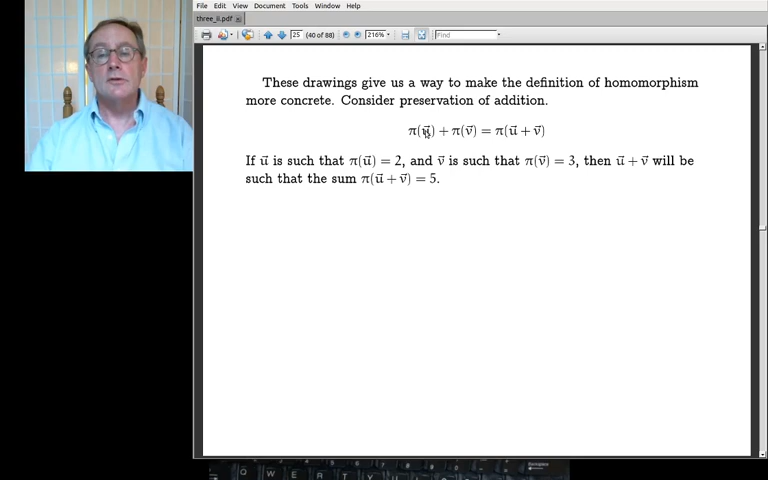 File Edit View Document Tools Window Help
three_ii.pdf
25 (40 of 88) 216% Find
These drawings give us a way to make the definition of homomorphism
more concrete. Consider preservation of addition.
π(u⃗) + π(v⃗) = π(u⃗ + v⃗)
If u⃗ is such that π(u⃗) = 2, and v⃗ is such that π(v⃗) = 3, then u⃗ + v⃗ will be
such that the sum π(u⃗ + v⃗) = 5.
Q W E R T Y